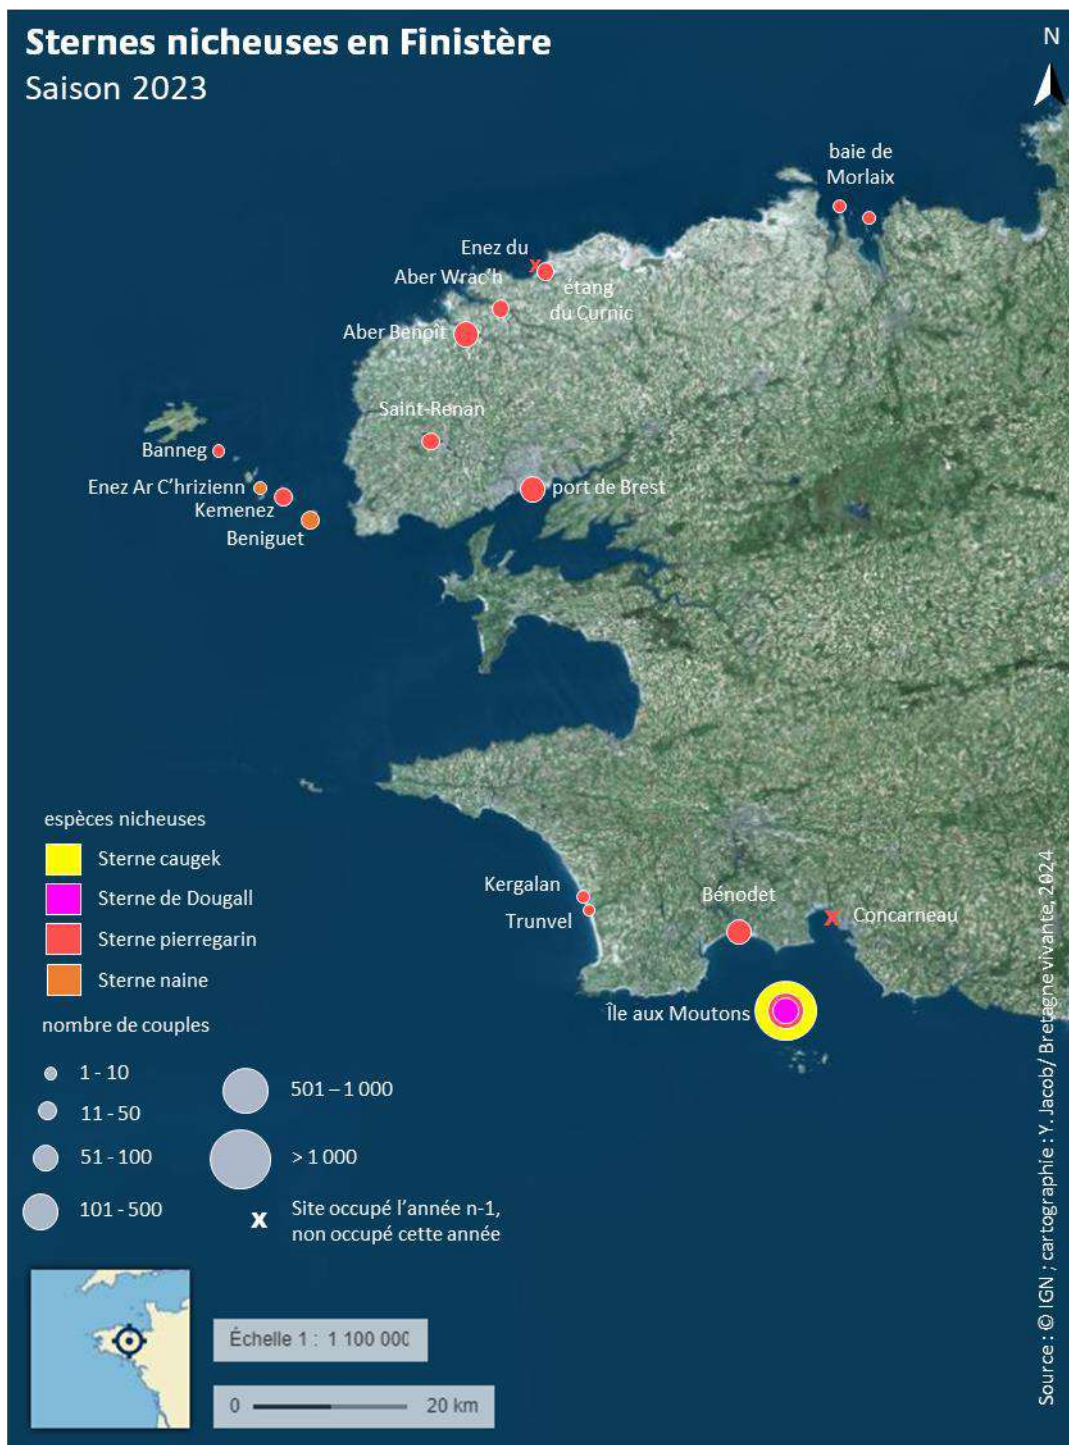 Sternes nicheuses en Finistère
Saison 2023
N
baie de
Morlaix
Enez du
Aber Wrac'h
étang
du Curnic
Aber Benoît
Saint-Renan
Banneg
Enez Ar C'hrizienn
Kemenez
Beniguet
port de Brest
espèces nicheuses
Sterne caugek
Sterne de Dougall
Sterne pierregarin
Sterne naine
Kergalan
Trunvel
Bénodet
x Concarneau
Île aux Moutons
nombre de couples
1 - 10
11 - 50
51 - 100
101 - 500
501 – 1 000
> 1 000
x Site occupé l'année n-1,
non occupé cette année
Échelle 1 : 1 100 000
0 20 km
Source : © IGN ; cartographie : Y. Jacob/ Bretagne vivante, 2024